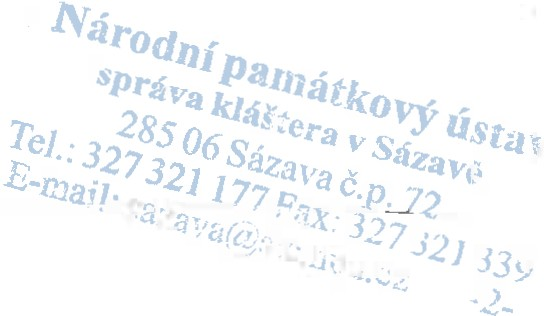 Národní památkový ústav
správa kláštera v Sázavě
285 06 Sázava č.p. 72
Tel.: 327 321 177 Fax: 327 321 339
E-mail:
-2-